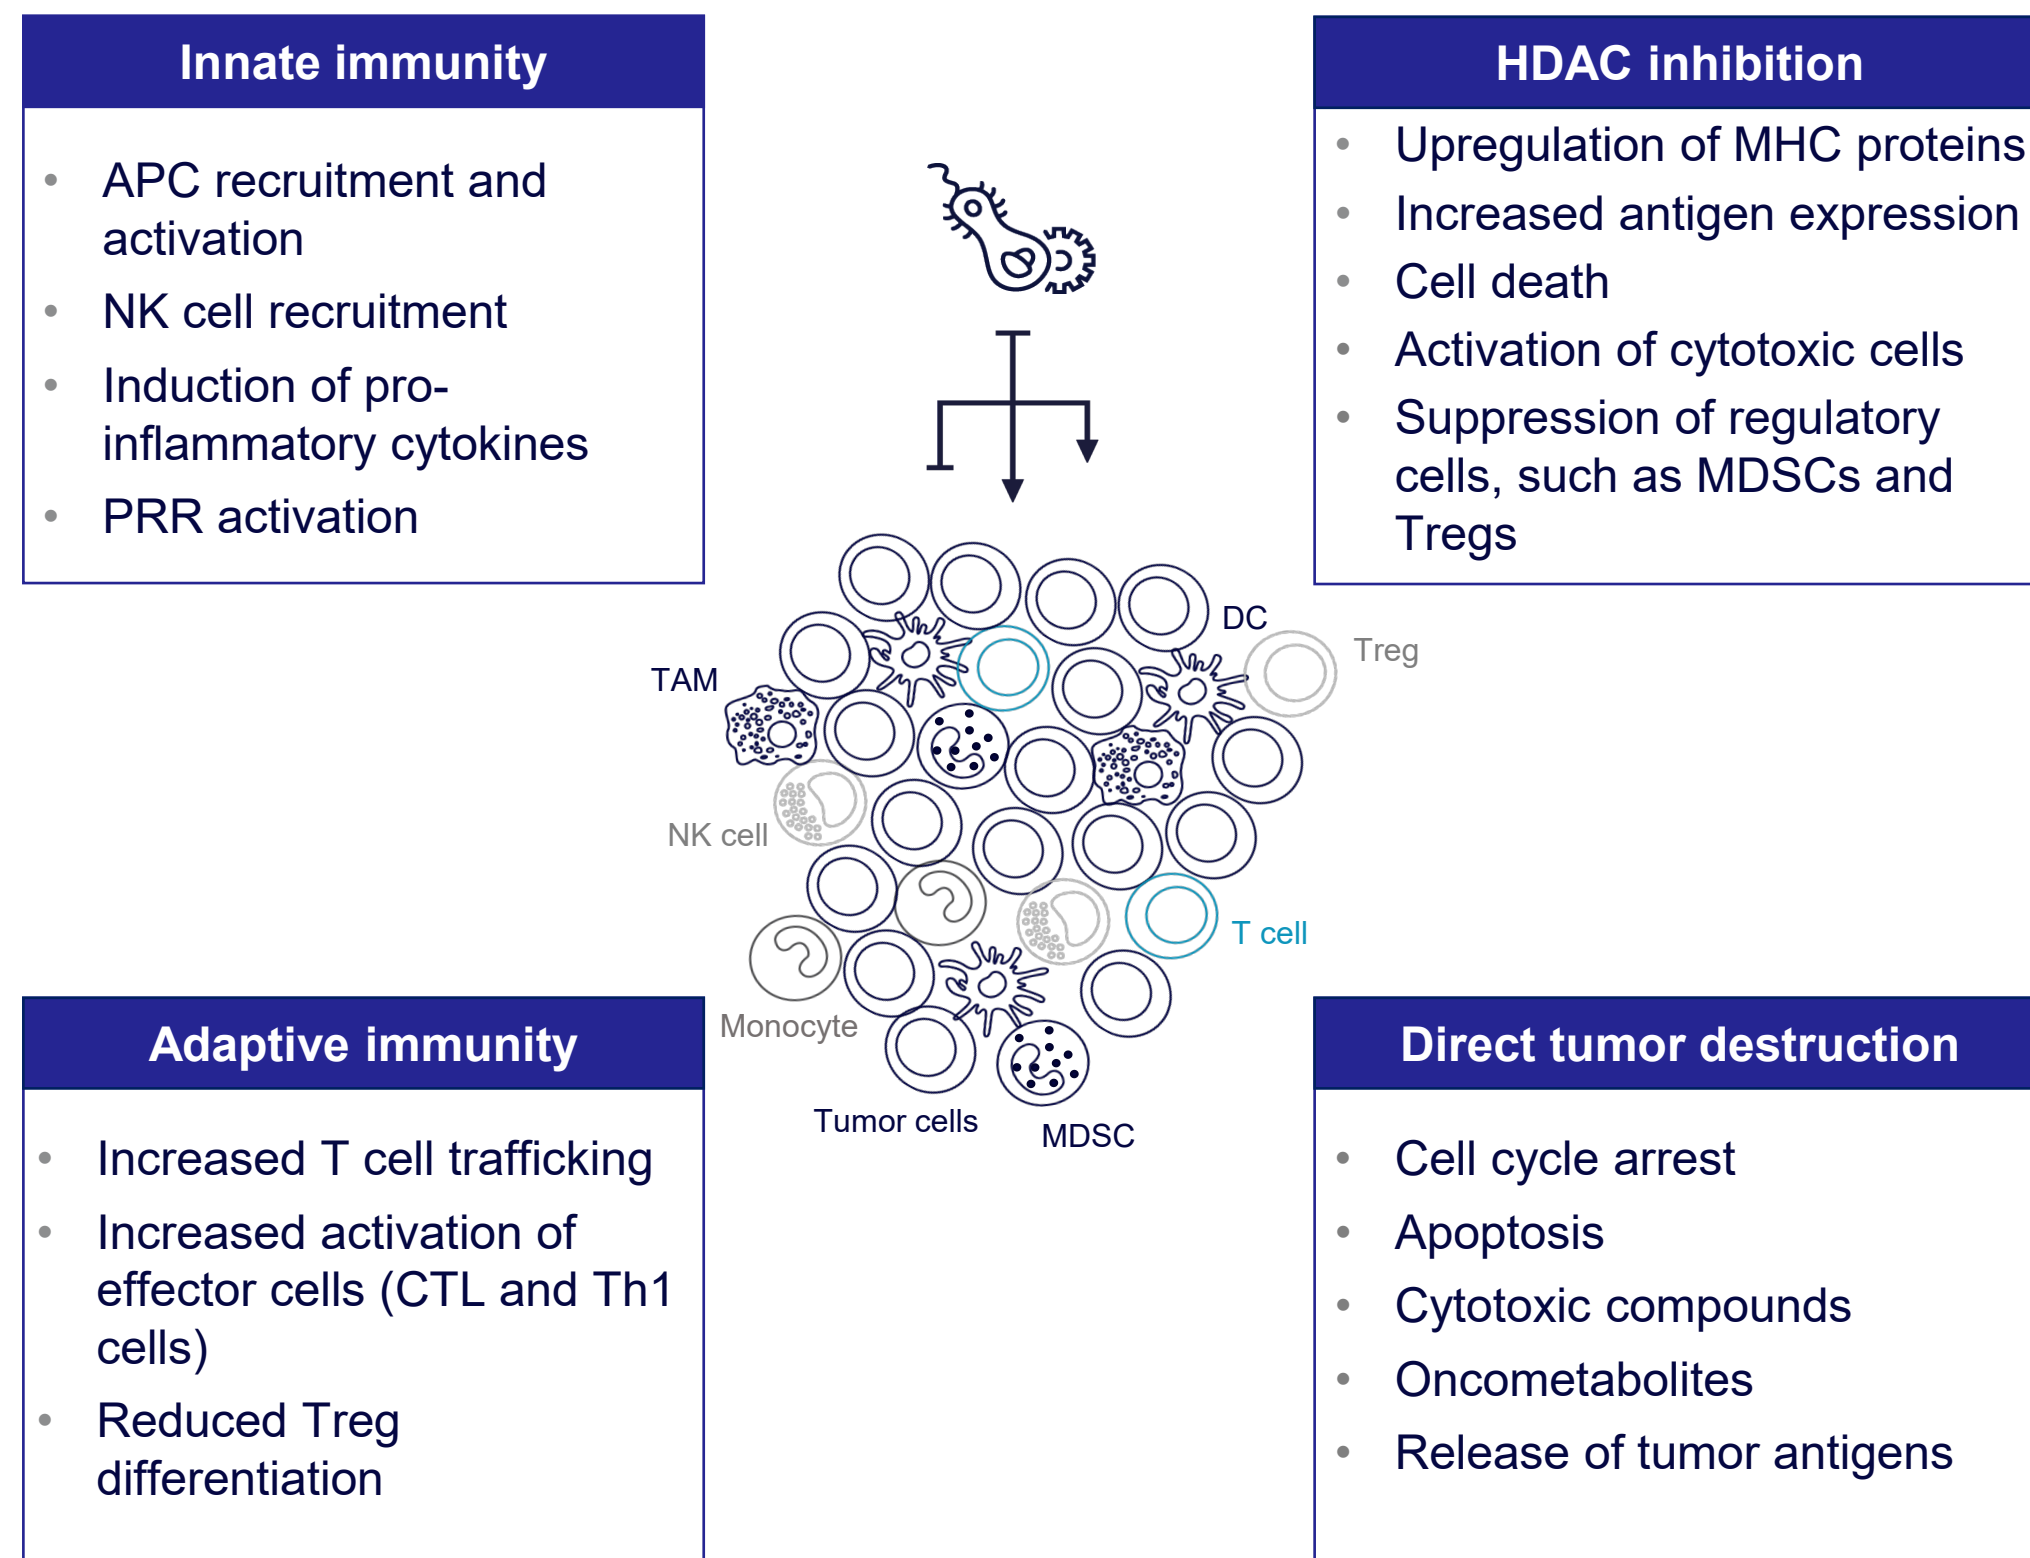 Innate immunity
• APC recruitment and
activation
• NK cell recruitment
• Induction of pro-
inflammatory cytokines
• PRR activation
HDAC inhibition
• Upregulation of MHC proteins
• Increased antigen expression
• Cell death
• Activation of cytotoxic cells
• Suppression of regulatory
cells, such as MDSCs and
Tregs
DC
Treg
TAM
NK cell
T cell
Monocyte
Tumor cells
MDSC
Adaptive immunity
• Increased T cell trafficking
• Increased activation of
effector cells (CTL and Th1
cells)
• Reduced Treg
differentiation
Direct tumor destruction
• Cell cycle arrest
• Apoptosis
• Cytotoxic compounds
• Oncometabolites
• Release of tumor antigens